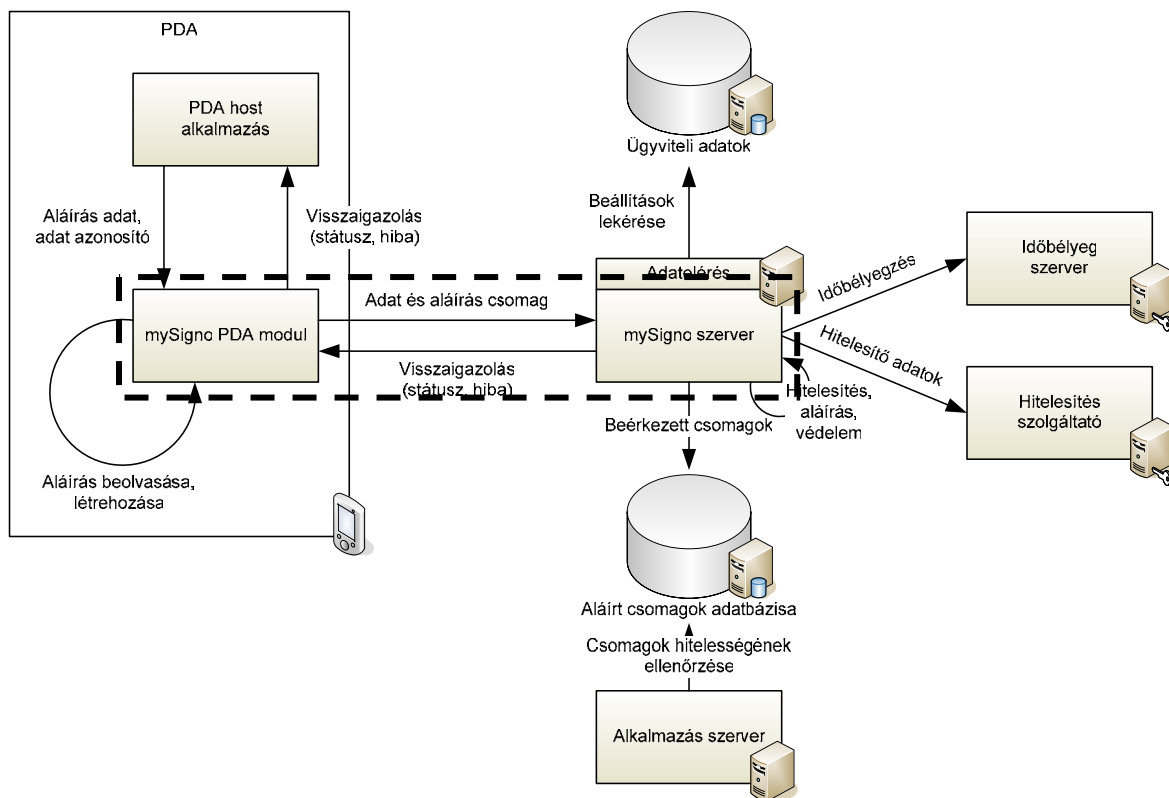 PDA
PDA host
alkalmazás
Aláírás adat,
adat azonosító
Visszaigazolás
(státusz, hiba)
mySigno PDA modul
Aláírás beolvasása,
létrehozása
Adat és aláírás csomag
Visszaigazolás
(státusz, hiba)
Ügyviteli adatok
Beállítások
lekérése
Adatelérés
mySigno szerver
Időbélyegzés
Hitelesítő adatok
Időbélyeg
szerver
Hitelesítés
szolgáltató
Hitelesítés,
aláírás,
védelem
Beérkezett csomagok
Aláírt csomagok adatbázisa
Csomagok hitelességének
ellenőrzése
Alkalmazás szerver